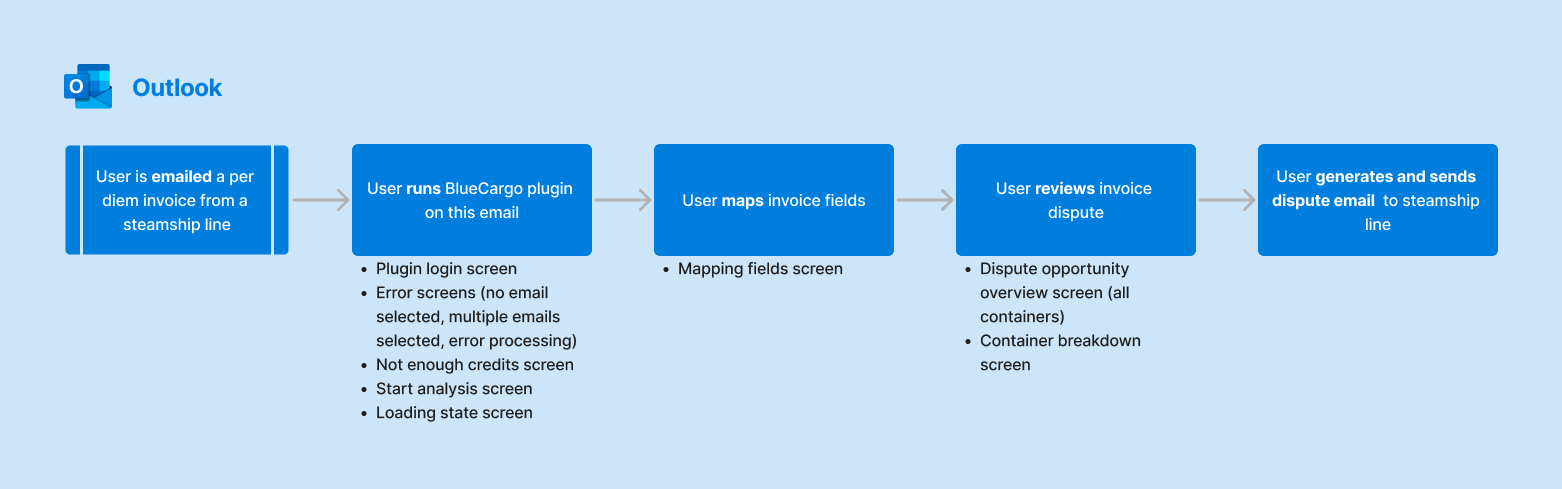 O
Outlook
User is emailed a per
diem invoice from a
steamship line
User runs BlueCargo plugin
on this email
User maps invoice fields
User reviews invoice
dispute
User generates and sends
dispute email to steamship
line
• Plugin login screen
• Error screens (no email
selected, multiple emails
selected, error processing)
• Not enough credits screen
• Start analysis screen
• Loading state screen
• Mapping fields screen
• Dispute opportunity
overview screen (all
containers)
• Container breakdown
screen